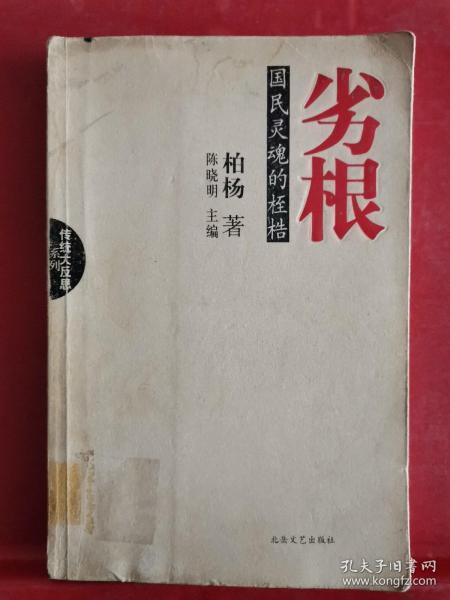 劣根
国民灵魂的桎梏
柏杨 著
陈晓明 主编
传统大反思
系列
北岳文艺出版社
孔夫子旧书网
www.kongfz.com